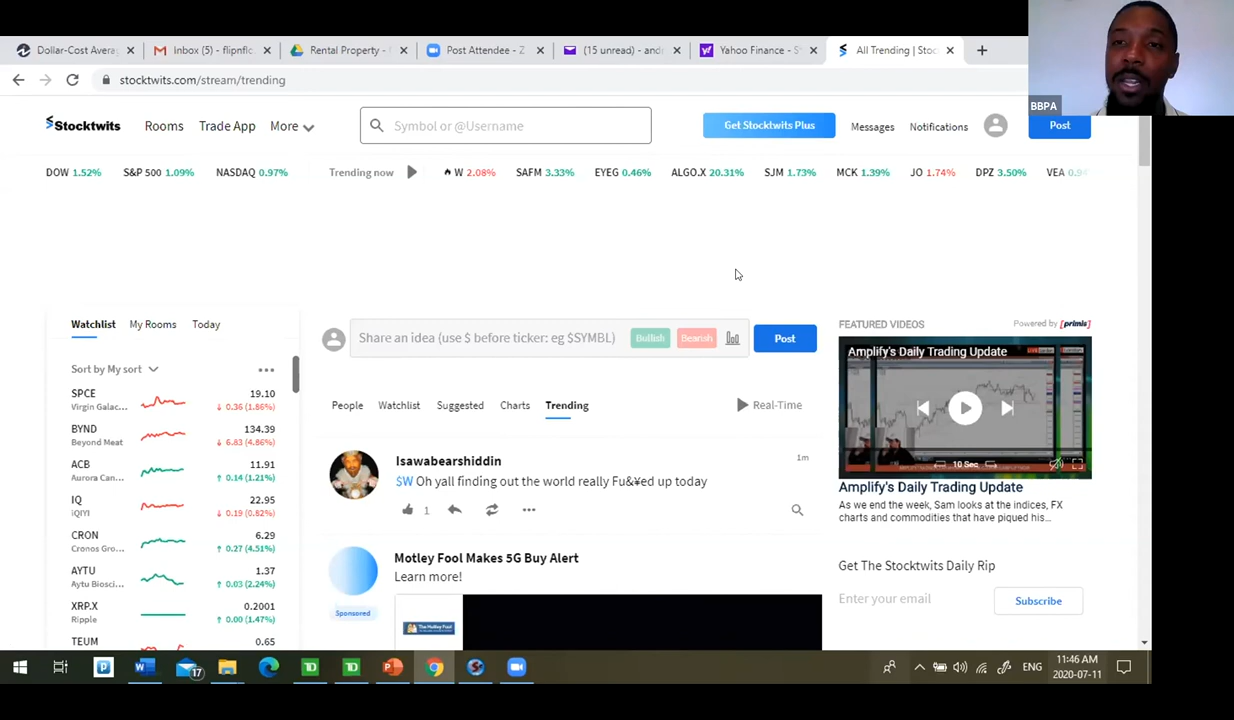 Dollar-Cost Avera
Inbox (5) - flipnflo
Rental Property -
Post Attendee - Z
(15 unread) - and
Yahoo Finance - S
All Trending | Stoc
stocktwits.com/stream/trending
BBPA
Stocktwits
Rooms
Trade App
More
Symbol or @Username
Get Stocktwits Plus
Messages
Notifications
Post
DOW 1.52%
S&P 500 1.09%
NASDAQ 0.97%
Trending now
W 2.08%
SAFM 3.33%
EYEG 0.46%
ALGO.X 20.31%
SJM 1.73%
MCK 1.39%
JO 1.74%
DPZ 3.50%
VEA 0.9
Watchlist
My Rooms
Today
Sort by My sort
SPCE 19.10
Virgin Galac... ↓ 0.36 (1.86%)
BYND 134.39
Beyond Meat ↓ 6.83 (4.86%)
ACB 11.91
Aurora Can... ↑ 0.14 (1.21%)
IQ 22.95
iQIYI ↓ 0.19 (0.82%)
CRON 6.29
Cronos Gro... ↑ 0.27 (4.51%)
AYTU 1.37
Aytu Biosci... ↑ 0.03 (2.24%)
XRP.X 0.2001
Ripple ↑ 0.00 (1.47%)
TEUM 0.65
Share an idea (use $ before ticker: eg $SYMBL)
Bullish
Bearish
Post
People
Watchlist
Suggested
Charts
Trending
Real-Time
Isawabearshiddin
1m
$W Oh yall finding out the world really Fu&¥ed up today
1
Motley Fool Makes 5G Buy Alert
Learn more!
Sponsored
The Motley Fool
FEATURED VIDEOS
Powered by [primis]
Amplify's Daily Trading Update
10 Sec
Amplify's Daily Trading Update
As we end the week, Sam looks at the indices, FX
charts and commodities that have piqued his...
Get The Stocktwits Daily Rip
Enter your email
Subscribe
17
ENG
11:46 AM
2020-07-11